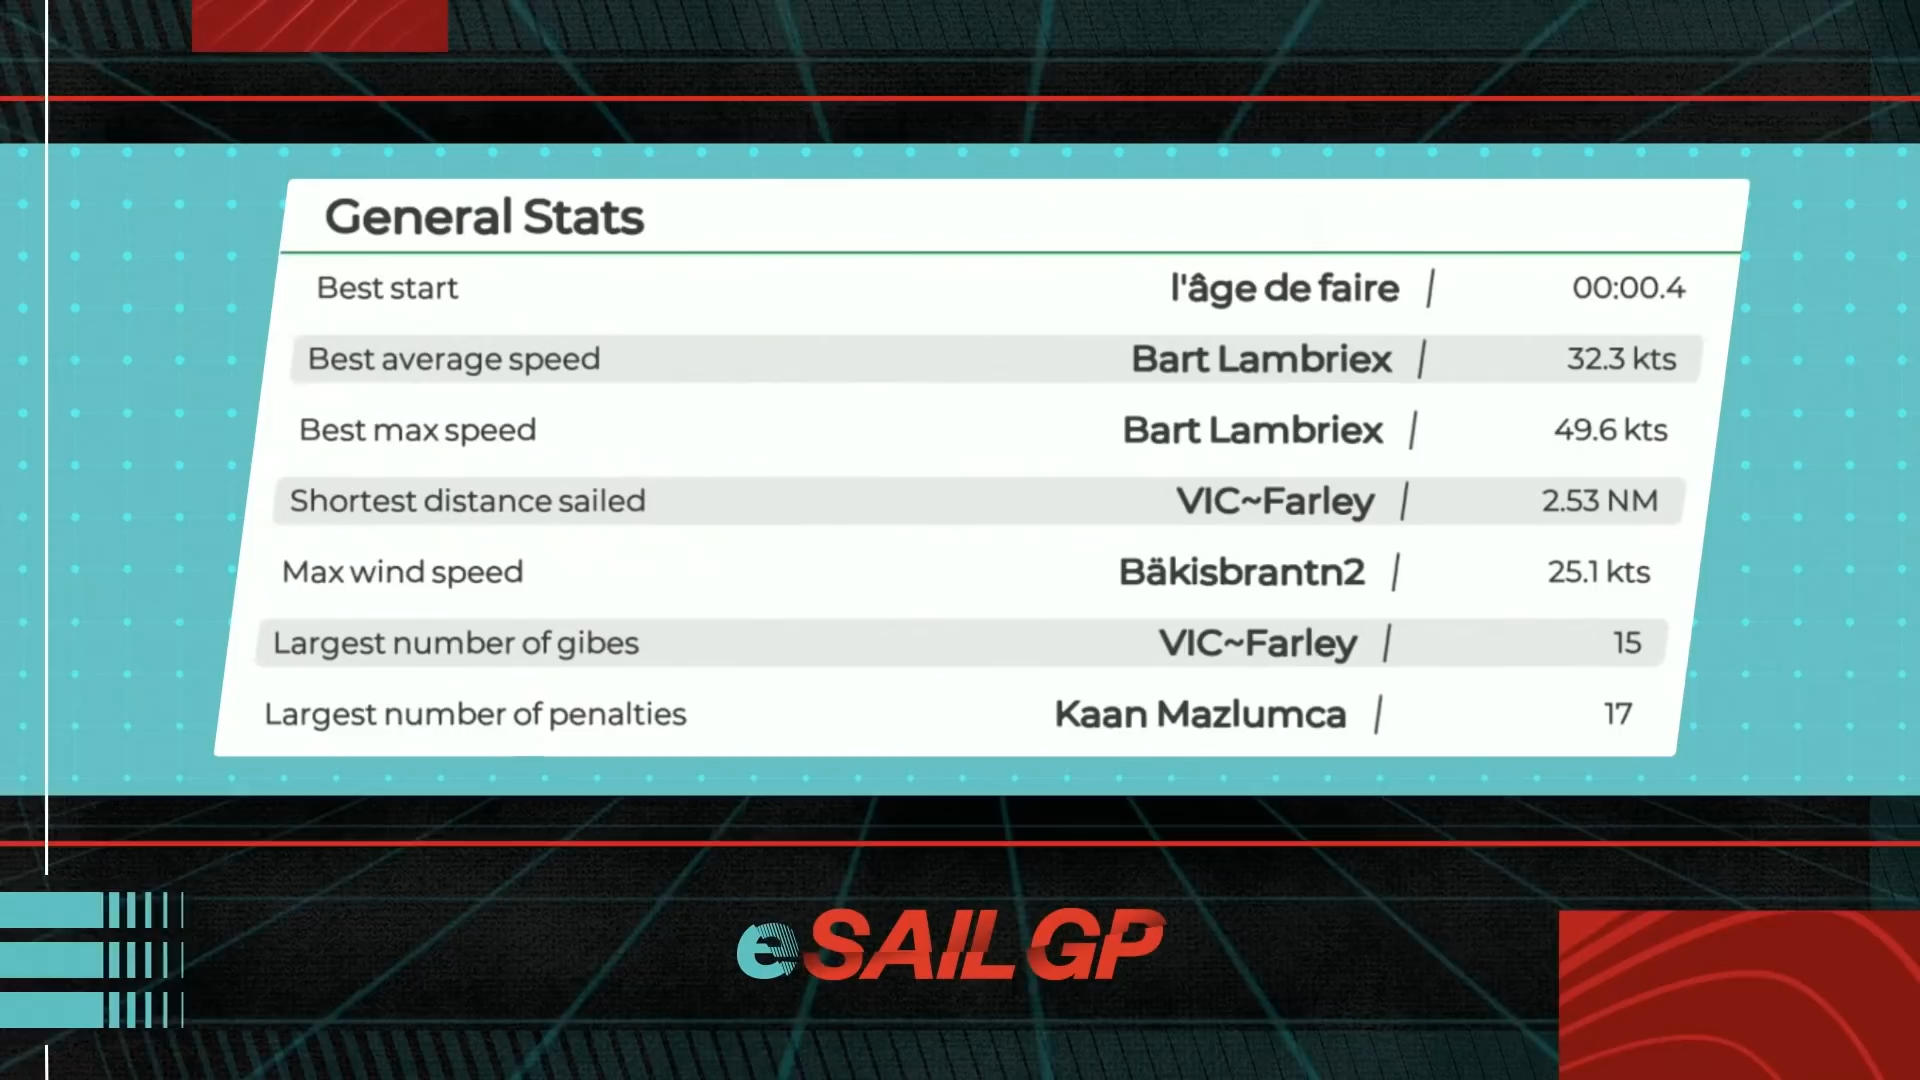 General Stats
Best start l'âge de faire 00:00.4
Best average speed Bart Lambriex 32.3 kts
Best max speed Bart Lambriex 49.6 kts
Shortest distance sailed VIC~Farley 2.53 NM
Max wind speed Bäkisbrantn2 25.1 kts
Largest number of gibes VIC~Farley 15
Largest number of penalties Kaan Mazlumca 17
eSAILGP